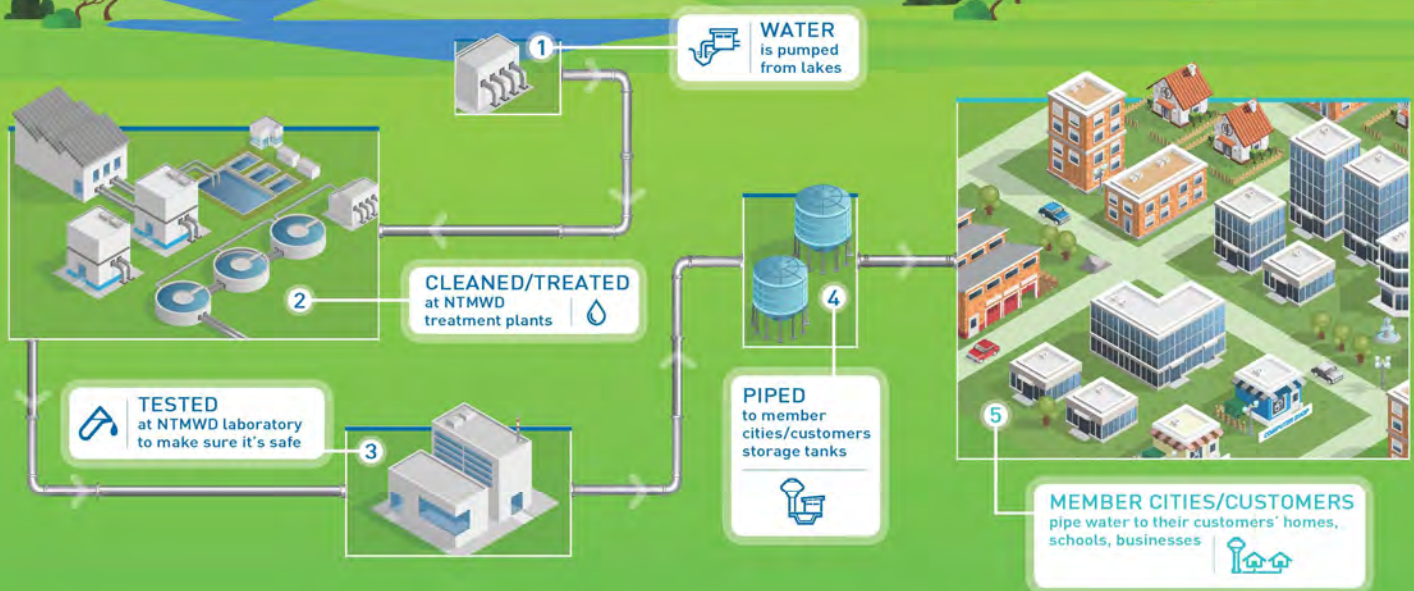 1
WATER
is pumped
from lakes
2
CLEANED/TREATED
at NTMWD
treatment plants
3
TESTED
at NTMWD laboratory
to make sure it's safe
4
PIPED
to member
cities/customers
storage tanks
5
MEMBER CITIES/CUSTOMERS
pipe water to their customers' homes,
schools, businesses
COMPUTER SHOP